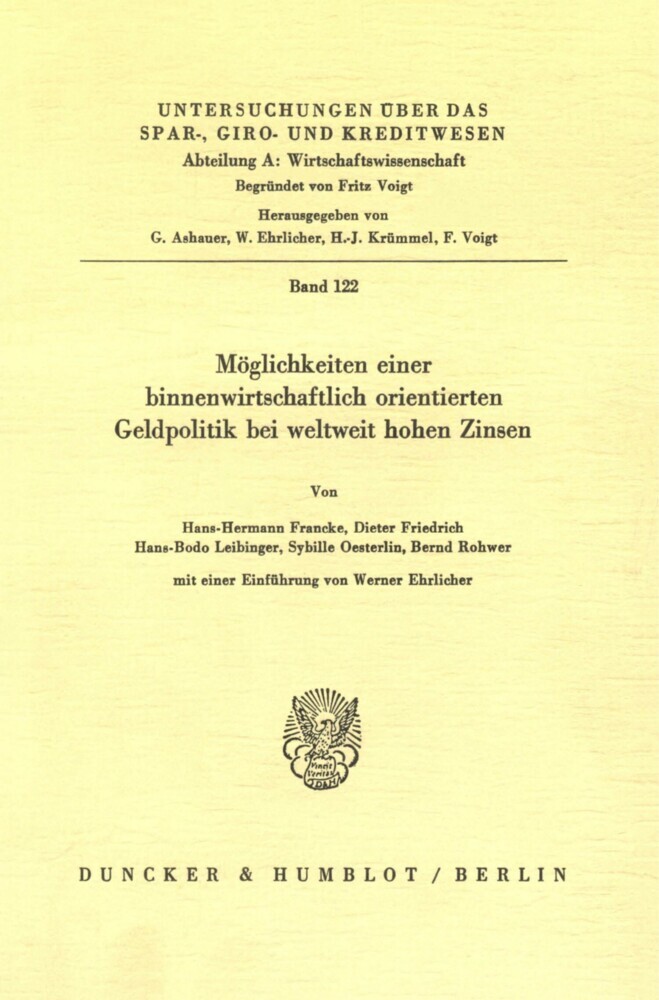 UNTERSUCHUNGEN ÜBER DAS
SPAR-, GIRO- UND KREDITWESEN
Abteilung A: Wirtschaftswissenschaft
Begründet von Fritz Voigt
Herausgegeben von
G. Ashauer, W. Ehrlicher, H.-J. Krümmel, F. Voigt
Band 122
Möglichkeiten einer
binnenwirtschaftlich orientierten
Geldpolitik bei weltweit hohen Zinsen
Von
Hans-Hermann Francke, Dieter Friedrich
Hans-Bodo Leibinger, Sybille Oesterlin, Bernd Rohwer
mit einer Einführung von Werner Ehrlicher
Vincit
Veritas
D & H
DUNCKER & HUMBLOT / BERLIN